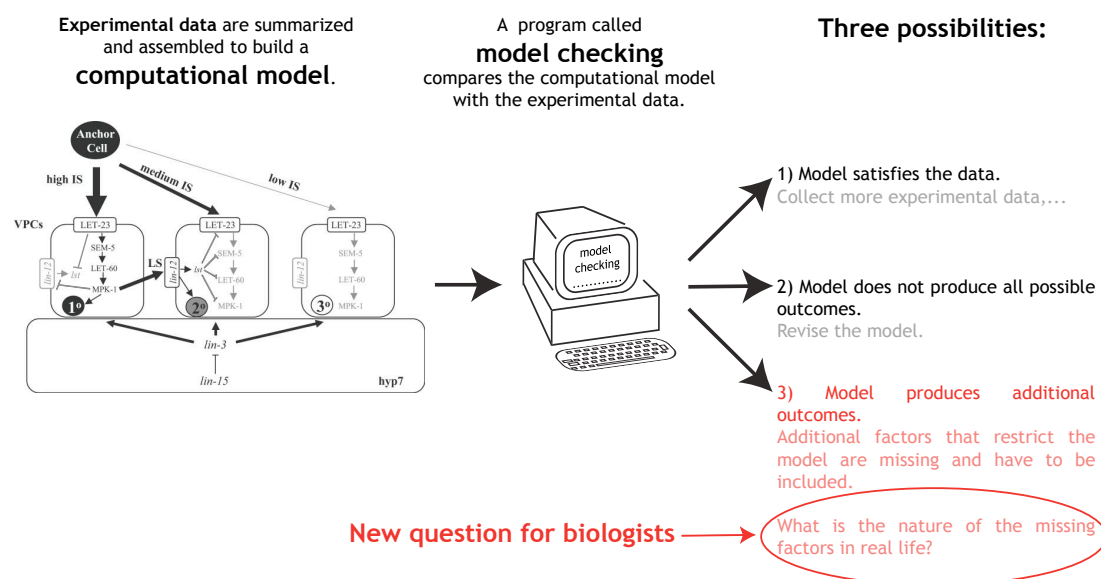 Experimental data are summarized
and assembled to build a
computational model.
A program called
model checking
compares the computational model
with the experimental data.
Three possibilities:
Anchor
Cell
high IS
medium IS
low IS
VPCs
LET-23
SEM-5
LET-60
MPK-1
lin-12
lst
1º
LS
LET-23
SEM-5
LET-60
MPK-1
lin-12
lst
2º
LET-23
SEM-5
LET-60
MPK-1
3º
lin-3
lin-15
hyp7
model
checking
............
1) Model satisfies the data.
Collect more experimental data,...
2) Model does not produce all possible
outcomes.
Revise the model.
3) Model produces additional
outcomes.
Additional factors that restrict the
model are missing and have to be
included.
New question for biologists
What is the nature of the missing
factors in real life?